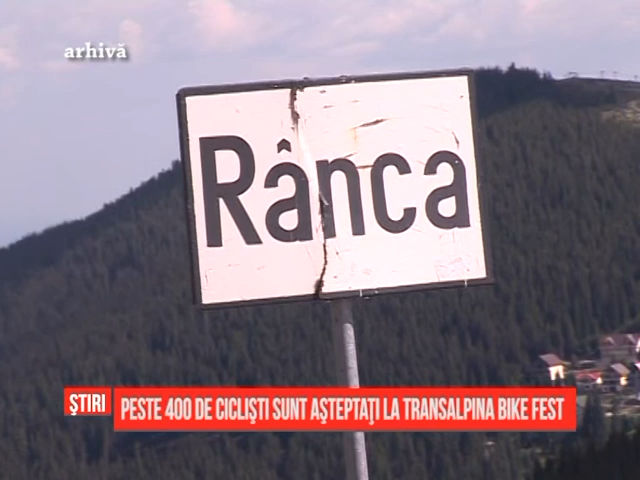 arhivă
Rânca
ŞTIRI
PESTE 400 DE CICLIŞTI SUNT AŞTEPTAŢI LA TRANSALPINA BIKE FEST